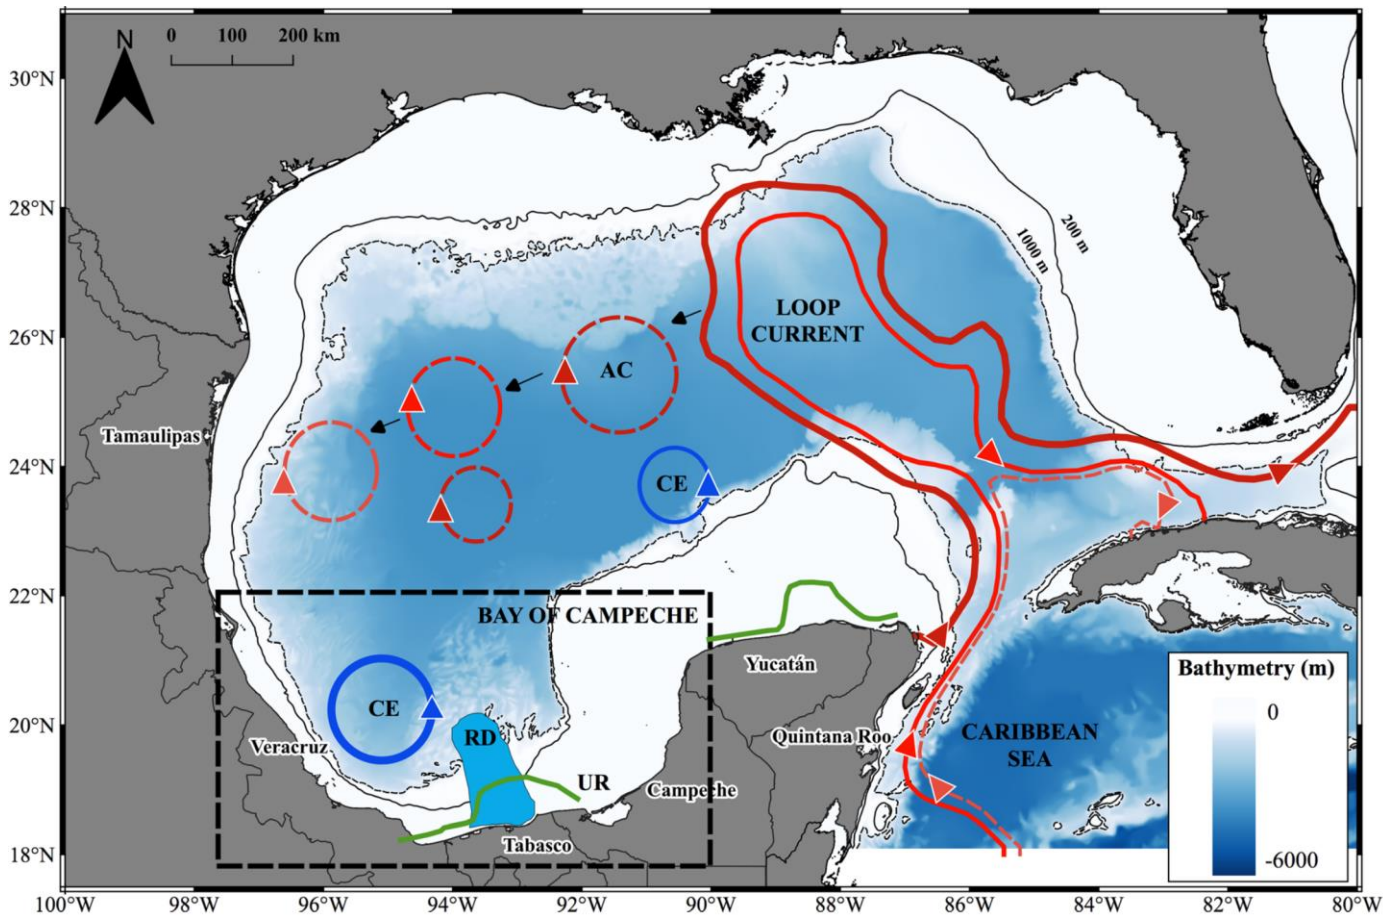 N
0 100 200 km
30°N
28°N
26°N
24°N
22°N
20°N
18°N
200 m
1000 m
LOOP
CURRENT
AC
Tamaulipas
CE
BAY OF CAMPECHE
Yucatán
CE
RD
Veracruz
UR
Quintana Roo
CARIBBEAN
SEA
Campeche
Tabasco
Bathymetry (m)
0
-6000
100°W 98°W 96°W 94°W 92°W 90°W 88°W 86°W 84°W 82°W 80°W